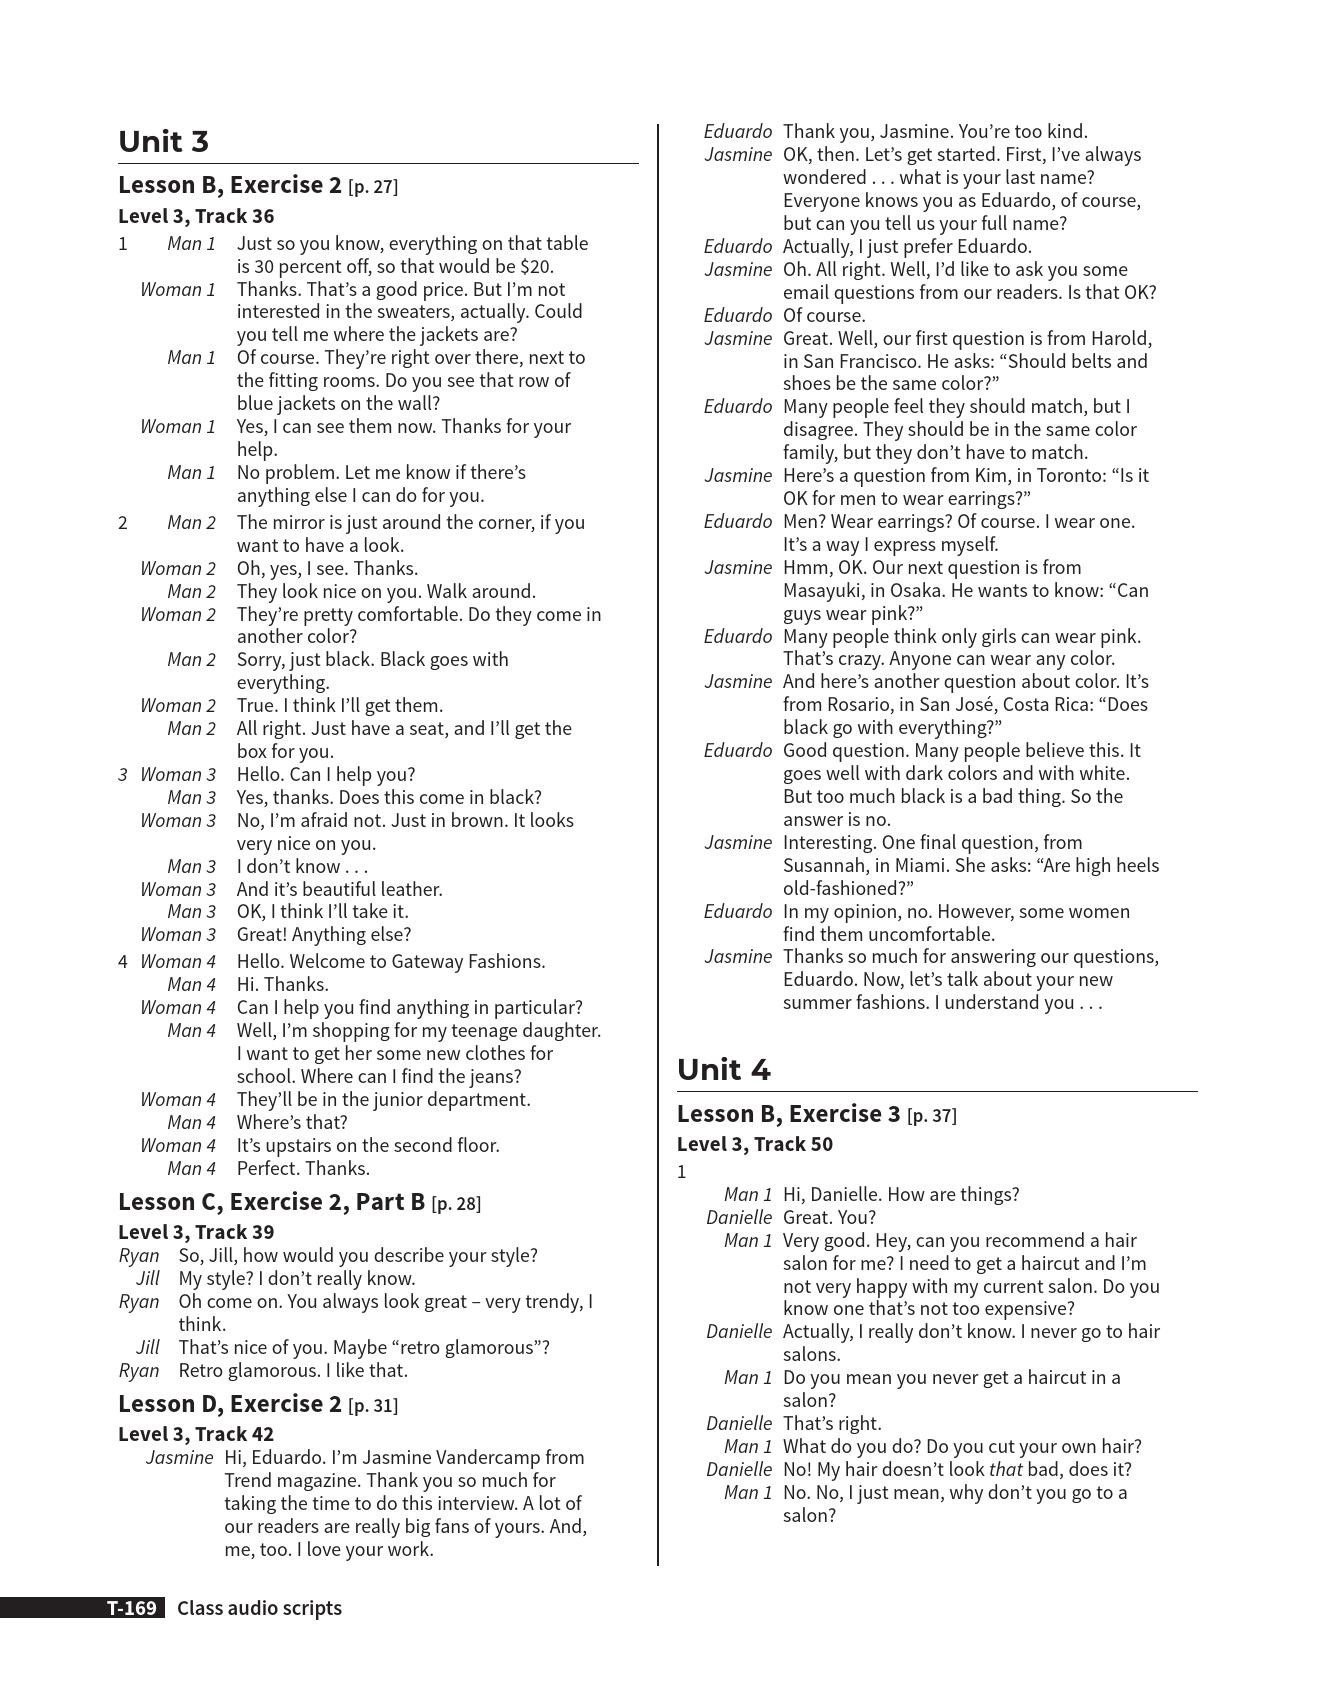 Unit 3
Lesson B, Exercise 2 [p. 27]
Level 3, Track 36
1 Man 1 Just so you know, everything on that table
is 30 percent off, so that would be $20.
Woman 1 Thanks. That’s a good price. But I’m not
interested in the sweaters, actually. Could
you tell me where the jackets are?
Man 1 Of course. They’re right over there, next to
the fitting rooms. Do you see that row of
blue jackets on the wall?
Woman 1 Yes, I can see them now. Thanks for your
help.
Man 1 No problem. Let me know if there’s
anything else I can do for you.
2 Man 2 The mirror is just around the corner, if you
want to have a look.
Woman 2 Oh, yes, I see. Thanks.
Man 2 They look nice on you. Walk around.
Woman 2 They’re pretty comfortable. Do they come in
another color?
Man 2 Sorry, just black. Black goes with
everything.
Woman 2 True. I think I’ll get them.
Man 2 All right. Just have a seat, and I’ll get the
box for you.
3 Woman 3 Hello. Can I help you?
Man 3 Yes, thanks. Does this come in black?
Woman 3 No, I’m afraid not. Just in brown. It looks
very nice on you.
Man 3 I don’t know . . .
Woman 3 And it’s beautiful leather.
Man 3 OK, I think I’ll take it.
Woman 3 Great! Anything else?
4 Woman 4 Hello. Welcome to Gateway Fashions.
Man 4 Hi. Thanks.
Woman 4 Can I help you find anything in particular?
Man 4 Well, I’m shopping for my teenage daughter.
I want to get her some new clothes for
school. Where can I find the jeans?
Woman 4 They’ll be in the junior department.
Man 4 Where’s that?
Woman 4 It’s upstairs on the second floor.
Man 4 Perfect. Thanks.
Lesson C, Exercise 2, Part B [p. 28]
Level 3, Track 39
Ryan So, Jill, how would you describe your style?
Jill My style? I don’t really know.
Ryan Oh come on. You always look great – very trendy, I
think.
Jill That’s nice of you. Maybe “retro glamorous”?
Ryan Retro glamorous. I like that.
Lesson D, Exercise 2 [p. 31]
Level 3, Track 42
Jasmine Hi, Eduardo. I’m Jasmine Vandercamp from
Trend magazine. Thank you so much for
taking the time to do this interview. A lot of
our readers are really big fans of yours. And,
me, too. I love your work.
Eduardo Thank you, Jasmine. You’re too kind.
Jasmine OK, then. Let’s get started. First, I’ve always
wondered . . . what is your last name?
Everyone knows you as Eduardo, of course,
but can you tell us your full name?
Eduardo Actually, I just prefer Eduardo.
Jasmine Oh. All right. Well, I’d like to ask you some
email questions from our readers. Is that OK?
Eduardo Of course.
Jasmine Great. Well, our first question is from Harold,
in San Francisco. He asks: “Should belts and
shoes be the same color?”
Eduardo Many people feel they should match, but I
disagree. They should be in the same color
family, but they don’t have to match.
Jasmine Here’s a question from Kim, in Toronto: “Is it
OK for men to wear earrings?”
Eduardo Men? Wear earrings? Of course. I wear one.
It’s a way I express myself.
Jasmine Hmm, OK. Our next question is from
Masayuki, in Osaka. He wants to know: “Can
guys wear pink?”
Eduardo Many people think only girls can wear pink.
That’s crazy. Anyone can wear any color.
Jasmine And here’s another question about color. It’s
from Rosario, in San José, Costa Rica: “Does
black go with everything?”
Eduardo Good question. Many people believe this. It
goes well with dark colors and with white.
But too much black is a bad thing. So the
answer is no.
Jasmine Interesting. One final question, from
Susannah, in Miami. She asks: “Are high heels
old-fashioned?”
Eduardo In my opinion, no. However, some women
find them uncomfortable.
Jasmine Thanks so much for answering our questions,
Eduardo. Now, let’s talk about your new
summer fashions. I understand you . . .
Unit 4
Lesson B, Exercise 3 [p. 37]
Level 3, Track 50
1
Man 1 Hi, Danielle. How are things?
Danielle Great. You?
Man 1 Very good. Hey, can you recommend a hair
salon for me? I need to get a haircut and I’m
not very happy with my current salon. Do you
know one that’s not too expensive?
Danielle Actually, I really don’t know. I never go to hair
salons.
Man 1 Do you mean you never get a haircut in a
salon?
Danielle That’s right.
Man 1 What do you do? Do you cut your own hair?
Danielle No! My hair doesn’t look that bad, does it?
Man 1 No. No, I just mean, why don’t you go to a
salon?
T-169 Class audio scripts